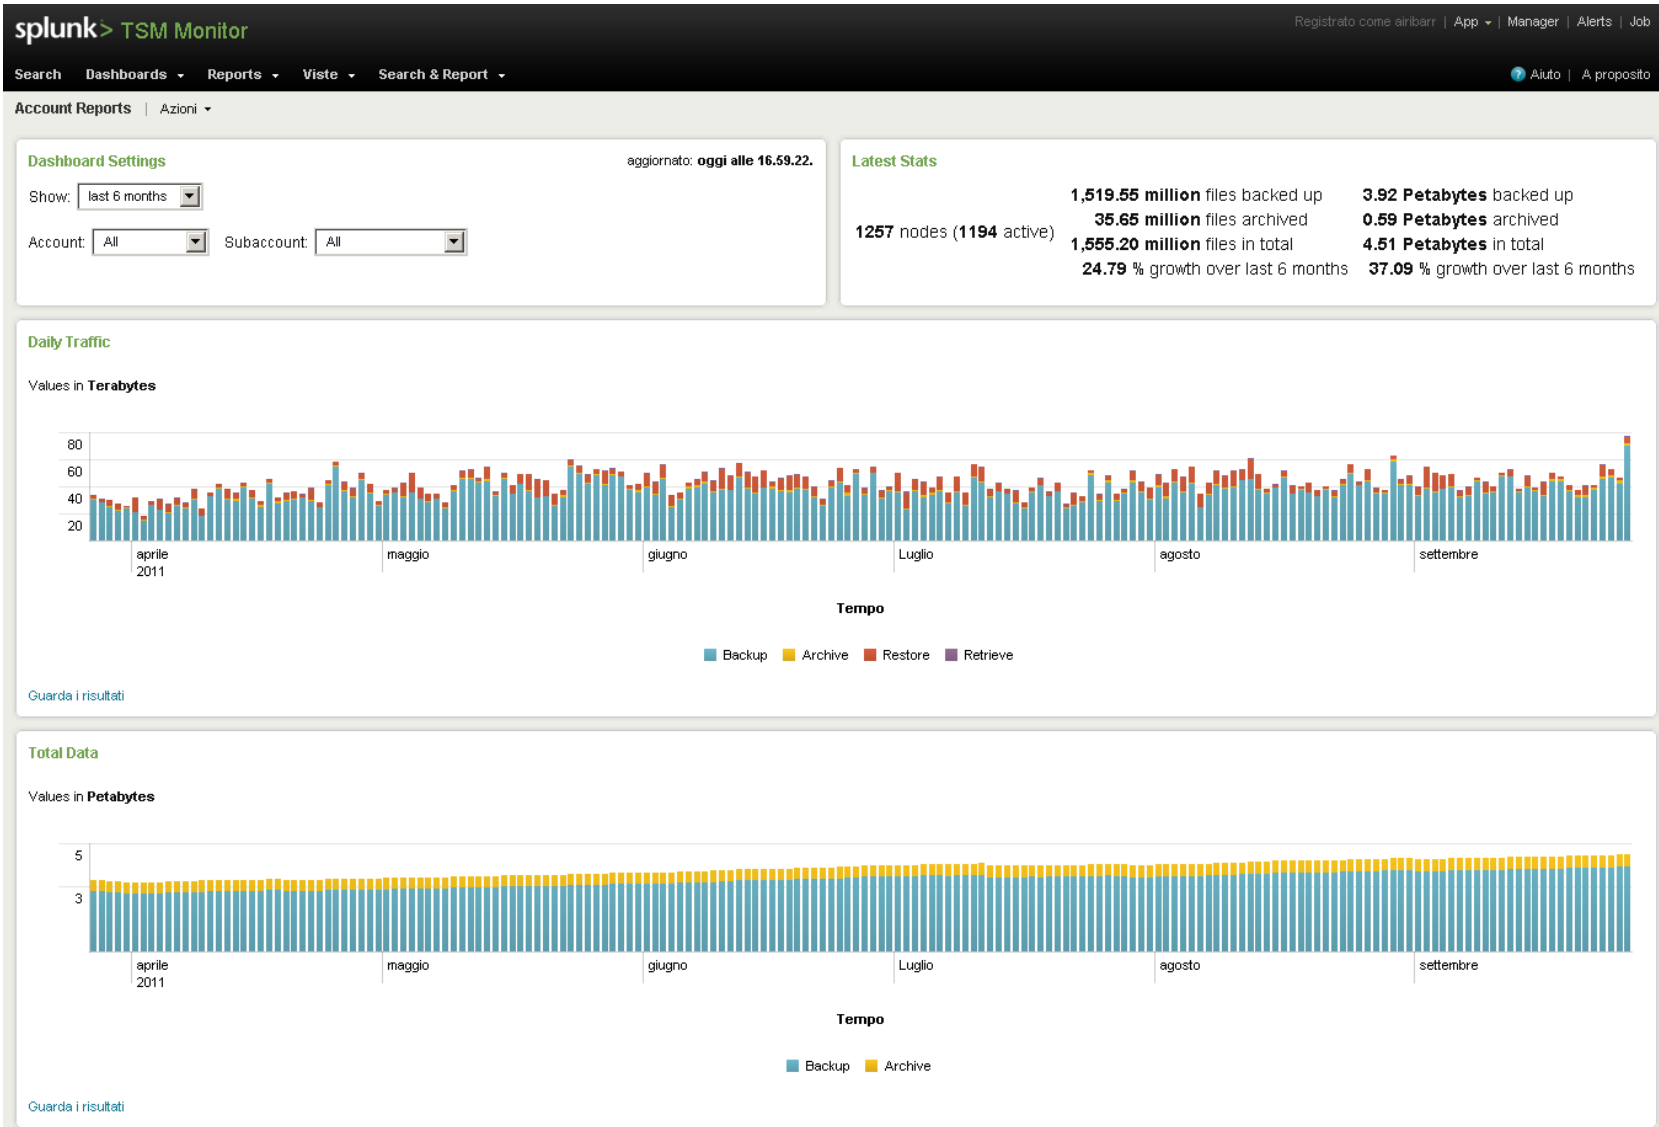 splunk> TSM Monitor
Registrato come airibarr | App | Manager | Alerts | Job
Search Dashboards Reports Viste Search & Report
? Aiuto | A proposito
Account Reports | Azioni
Dashboard Settings
aggiornato: oggi alle 16.59.22.
Show: last 6 months
Account: All Subaccount: All
Latest Stats
1257 nodes (1194 active)
1,519.55 million files backed up
35.65 million files archived
1,555.20 million files in total
24.79 % growth over last 6 months
3.92 Petabytes backed up
0.59 Petabytes archived
4.51 Petabytes in total
37.09 % growth over last 6 months
Daily Traffic
Values in Terabytes
80
60
40
20
aprile maggio giugno Luglio agosto settembre
2011
Tempo
Backup Archive Restore Retrieve
Guarda i risultati
Total Data
Values in Petabytes
5
3
aprile maggio giugno Luglio agosto settembre
2011
Tempo
Backup Archive
Guarda i risultati